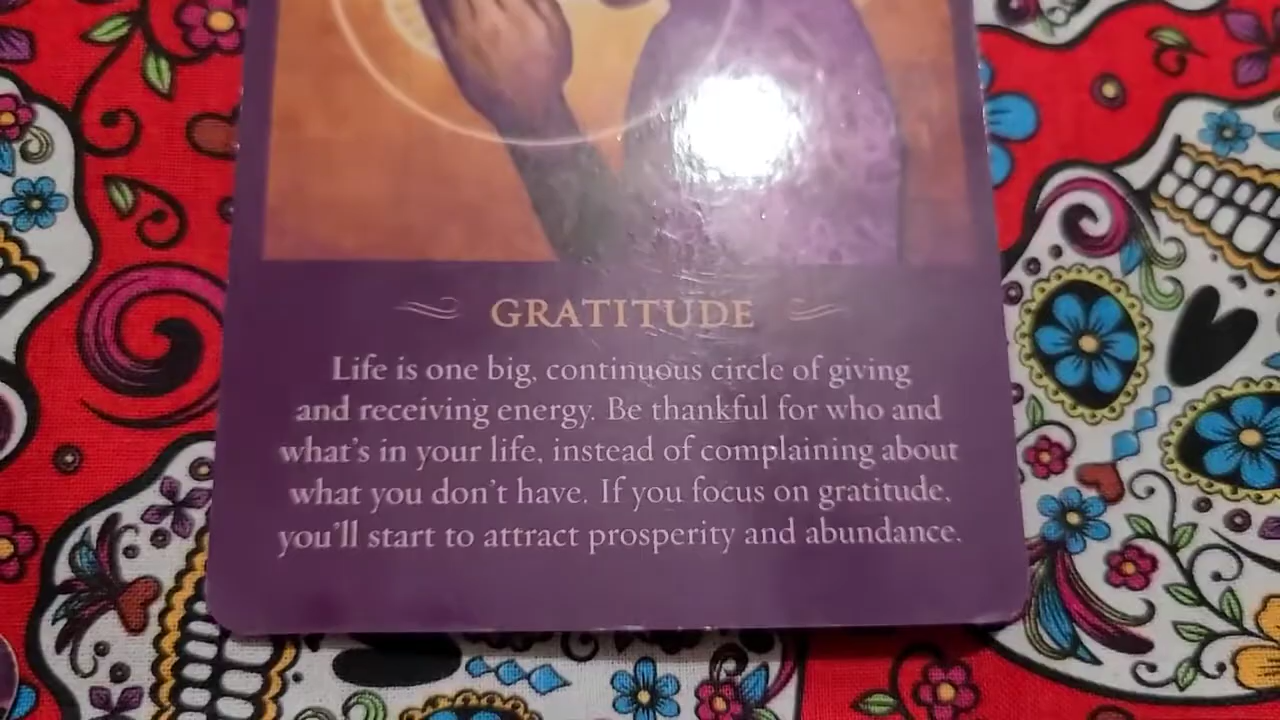 GRATITUDE
Life is one big, continuous circle of giving
and receiving energy. Be thankful for who and
what's in your life, instead of complaining about
what you don't have. If you focus on gratitude,
you'll start to attract prosperity and abundance.